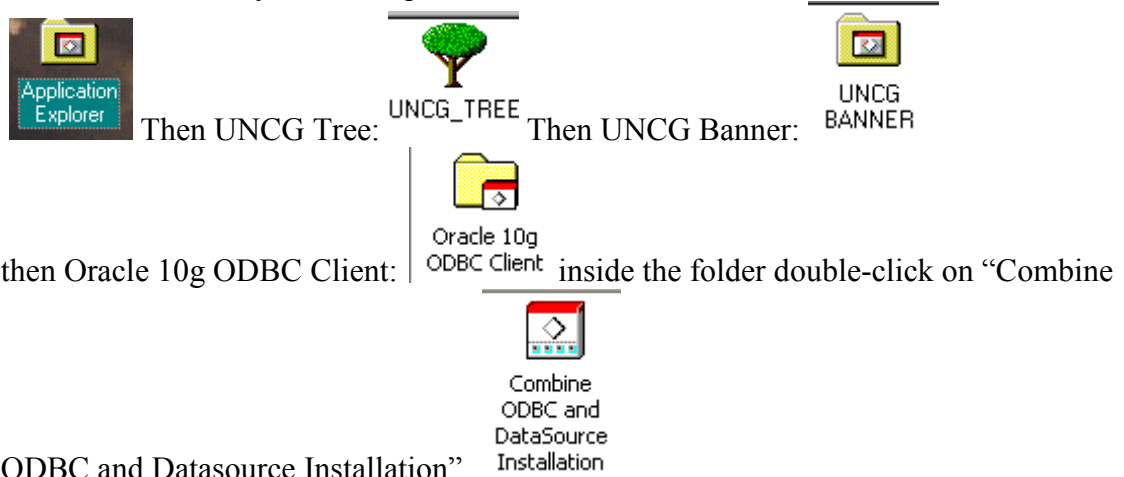 Application
Explorer
Then UNCG Tree:
UNCG_TREE
Then UNCG Banner:
UNCG
BANNER
then Oracle 10g ODBC Client:
Oracle 10g
ODBC Client
inside the folder double-click on “Combine
ODBC and Datasource Installation”
Combine
ODBC and
DataSource
Installation